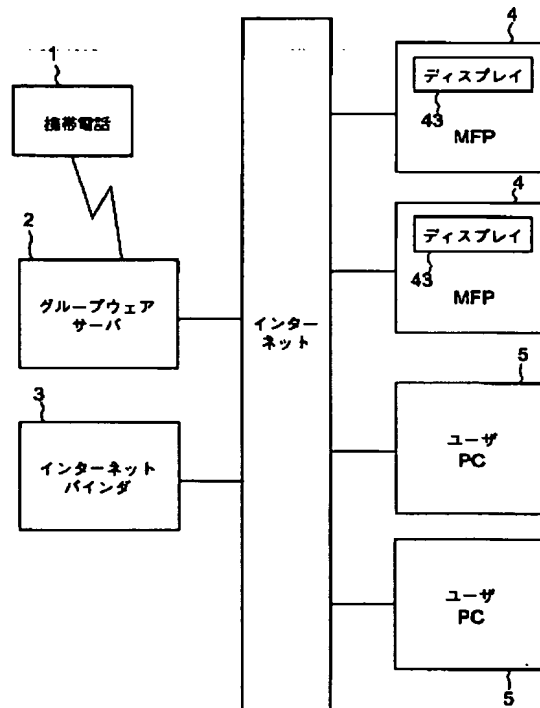 1
携帯電話
2
グループウェア
サーバ
3
インターネット
バインダ
インター
ネット
4
ディスプレイ
43
MFP
4
ディスプレイ
43
MFP
5
ユーザ
PC
ユーザ
PC
5